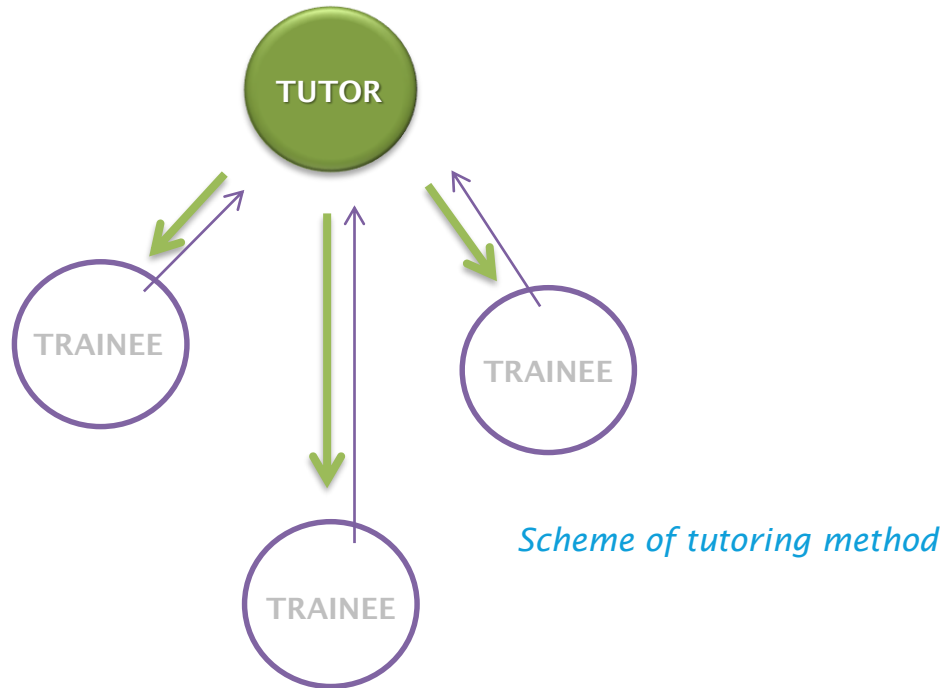 TUTOR
TRAINEE
TRAINEE
TRAINEE
Scheme of tutoring method